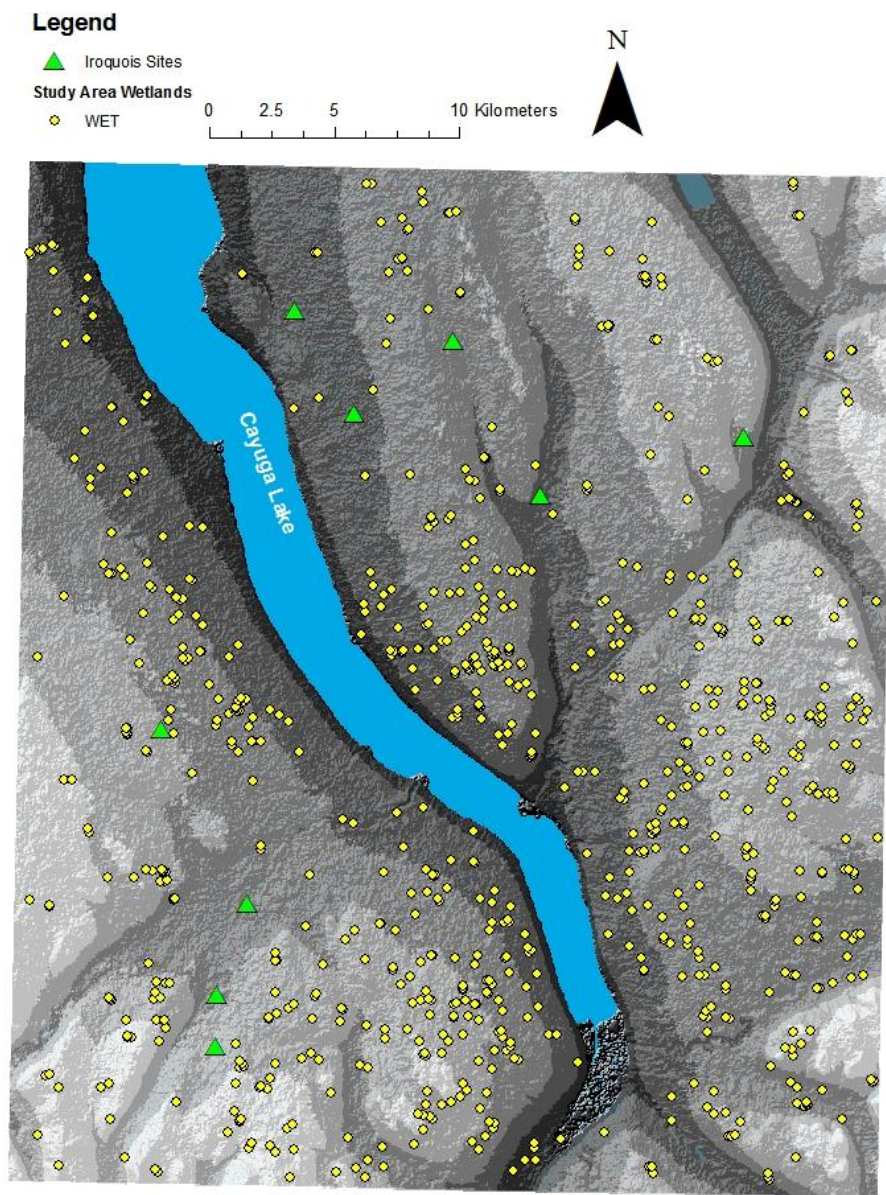 Legend
N
Iroquois Sites
Study Area Wetlands
WET
0 2.5 5 10 Kilometers
Cayuga Lake